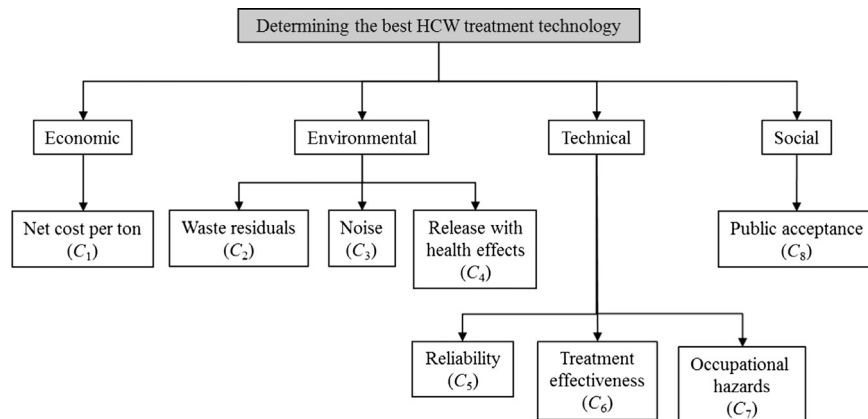 Determining the best HCW treatment technology
Economic
Environmental
Technical
Social
Net cost per ton
(C₁)
Waste residuals
(C₂)
Noise
(C₃)
Release with
health effects
(C₄)
Public acceptance
(C₈)
Reliability
(C₅)
Treatment
effectiveness
(C₆)
Occupational
hazards
(C₇)